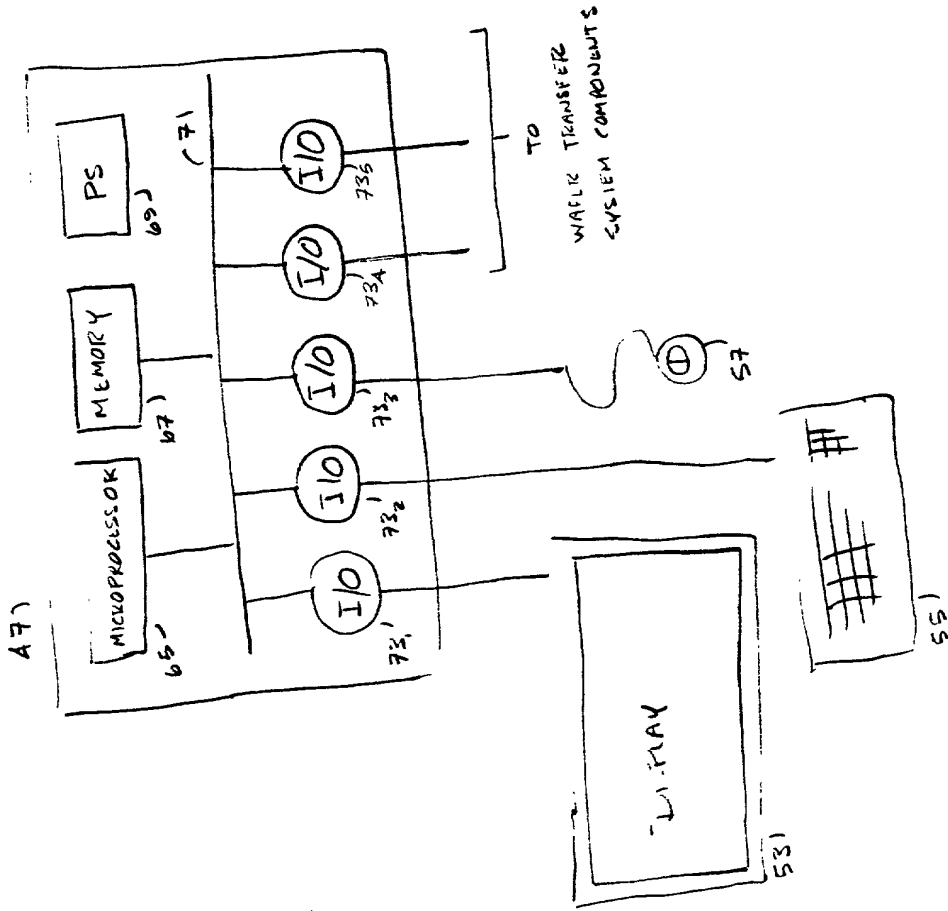 47
MICROPROCESSOR
65
MEMORY
67
PS
69
71
I/O
73₁
I/O
73₂
I/O
73₃
I/O
73₄
I/O
73₅
TO
WAFER TRANSFER
SYSTEM COMPONENTS
53
55
57